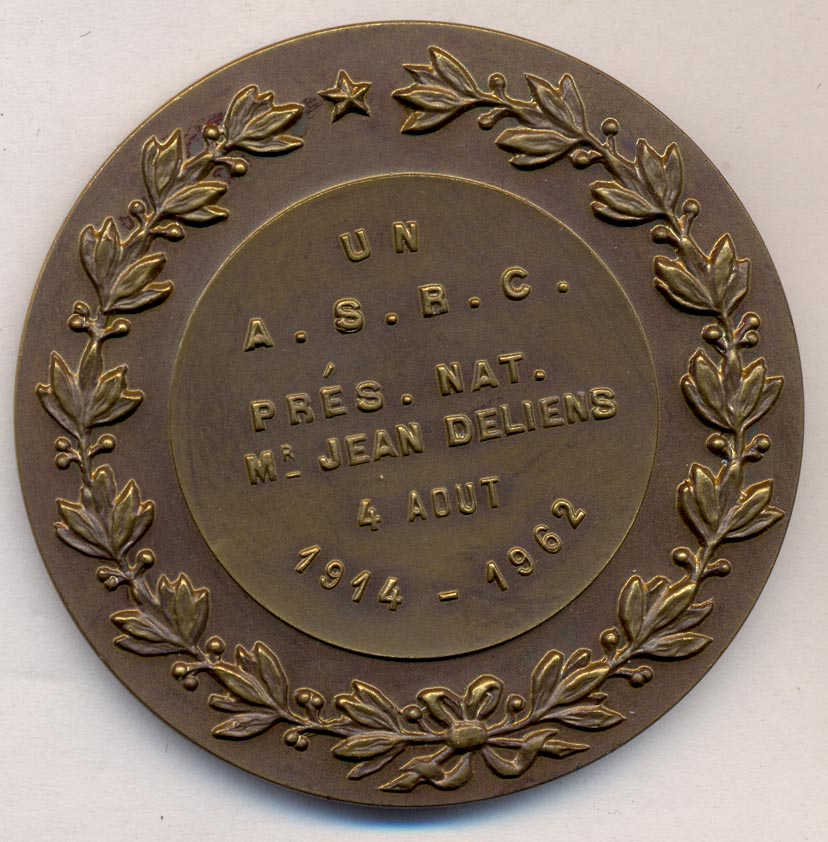 UN
A.S.R.C.
PRÉS. NAT.
MR JEAN DELIENS
4 AOUT
1914 - 1962